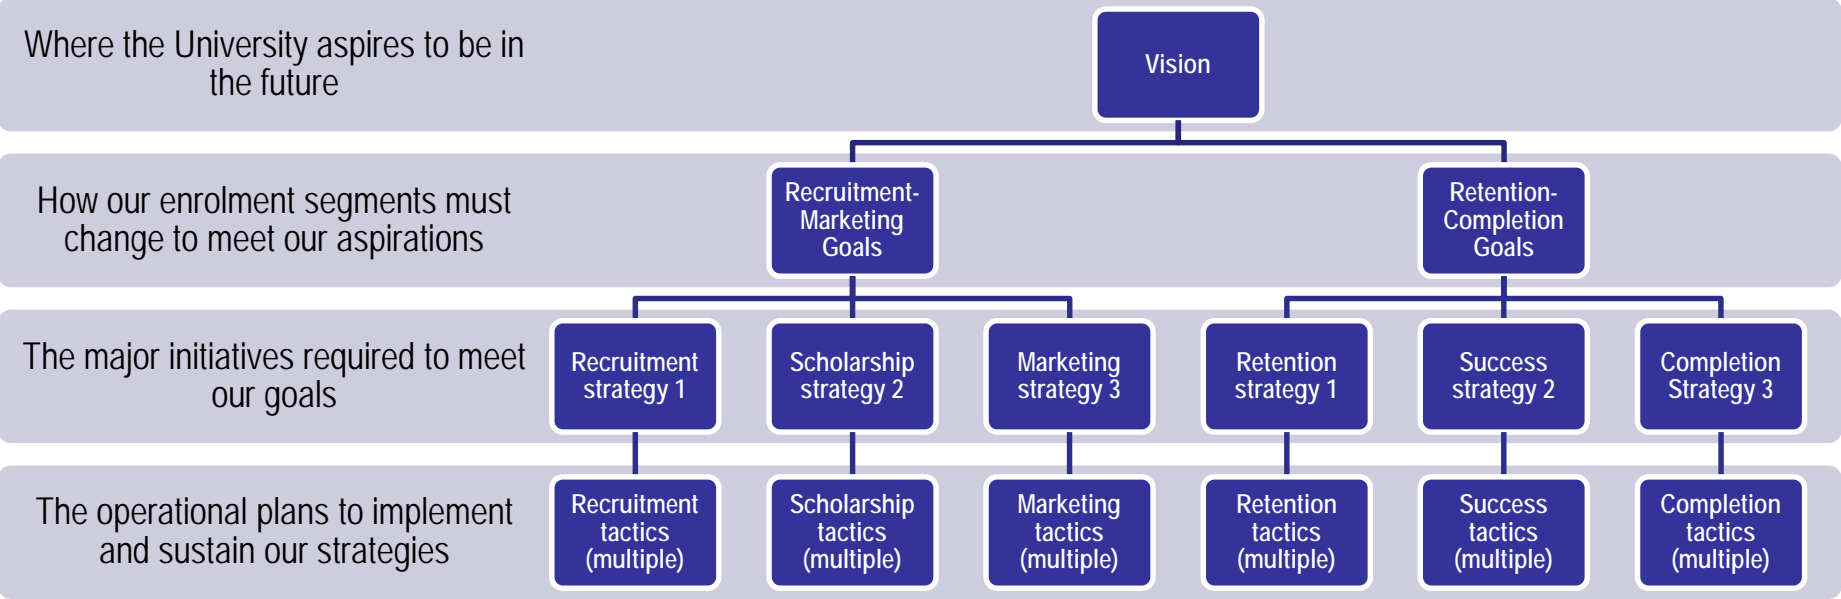 Where the University aspires to be in
the future
Vision
How our enrolment segments must
change to meet our aspirations
Recruitment-
Marketing
Goals
Retention-
Completion
Goals
The major initiatives required to meet
our goals
Recruitment
strategy 1
Scholarship
strategy 2
Marketing
strategy 3
Retention
strategy 1
Success
strategy 2
Completion
Strategy 3
The operational plans to implement
and sustain our strategies
Recruitment
tactics
(multiple)
Scholarship
tactics
(multiple)
Marketing
tactics
(multiple)
Retention
tactics
(multiple)
Success
tactics
(multiple)
Completion
tactics
(multiple)